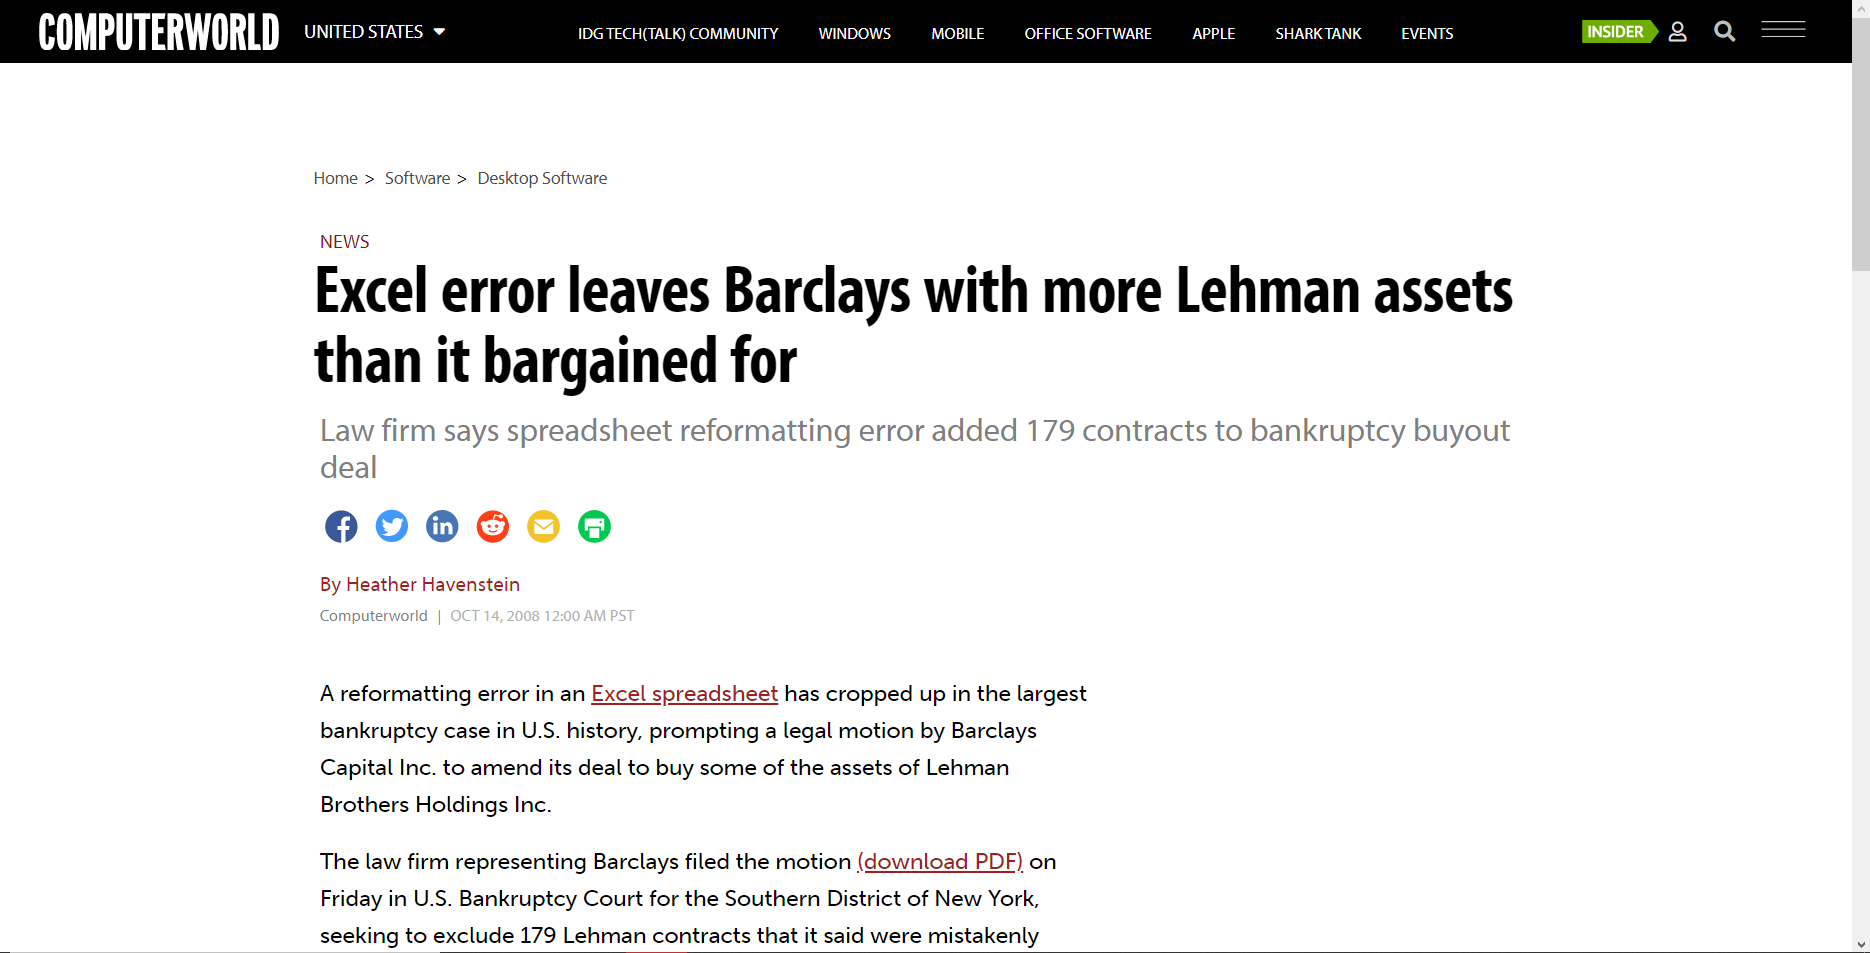 COMPUTERWORLD UNITED STATES IDG TECH(TALK) COMMUNITY WINDOWS MOBILE OFFICE SOFTWARE APPLE SHARK TANK EVENTS INSIDER
Home > Software > Desktop Software
NEWS
Excel error leaves Barclays with more Lehman assets
than it bargained for
Law firm says spreadsheet reformatting error added 179 contracts to bankruptcy buyout
deal
By Heather Havenstein
Computerworld | OCT 14, 2008 12:00 AM PST
A reformatting error in an Excel spreadsheet has cropped up in the largest
bankruptcy case in U.S. history, prompting a legal motion by Barclays
Capital Inc. to amend its deal to buy some of the assets of Lehman
Brothers Holdings Inc.
The law firm representing Barclays filed the motion (download PDF) on
Friday in U.S. Bankruptcy Court for the Southern District of New York,
seeking to exclude 179 Lehman contracts that it said were mistakenly